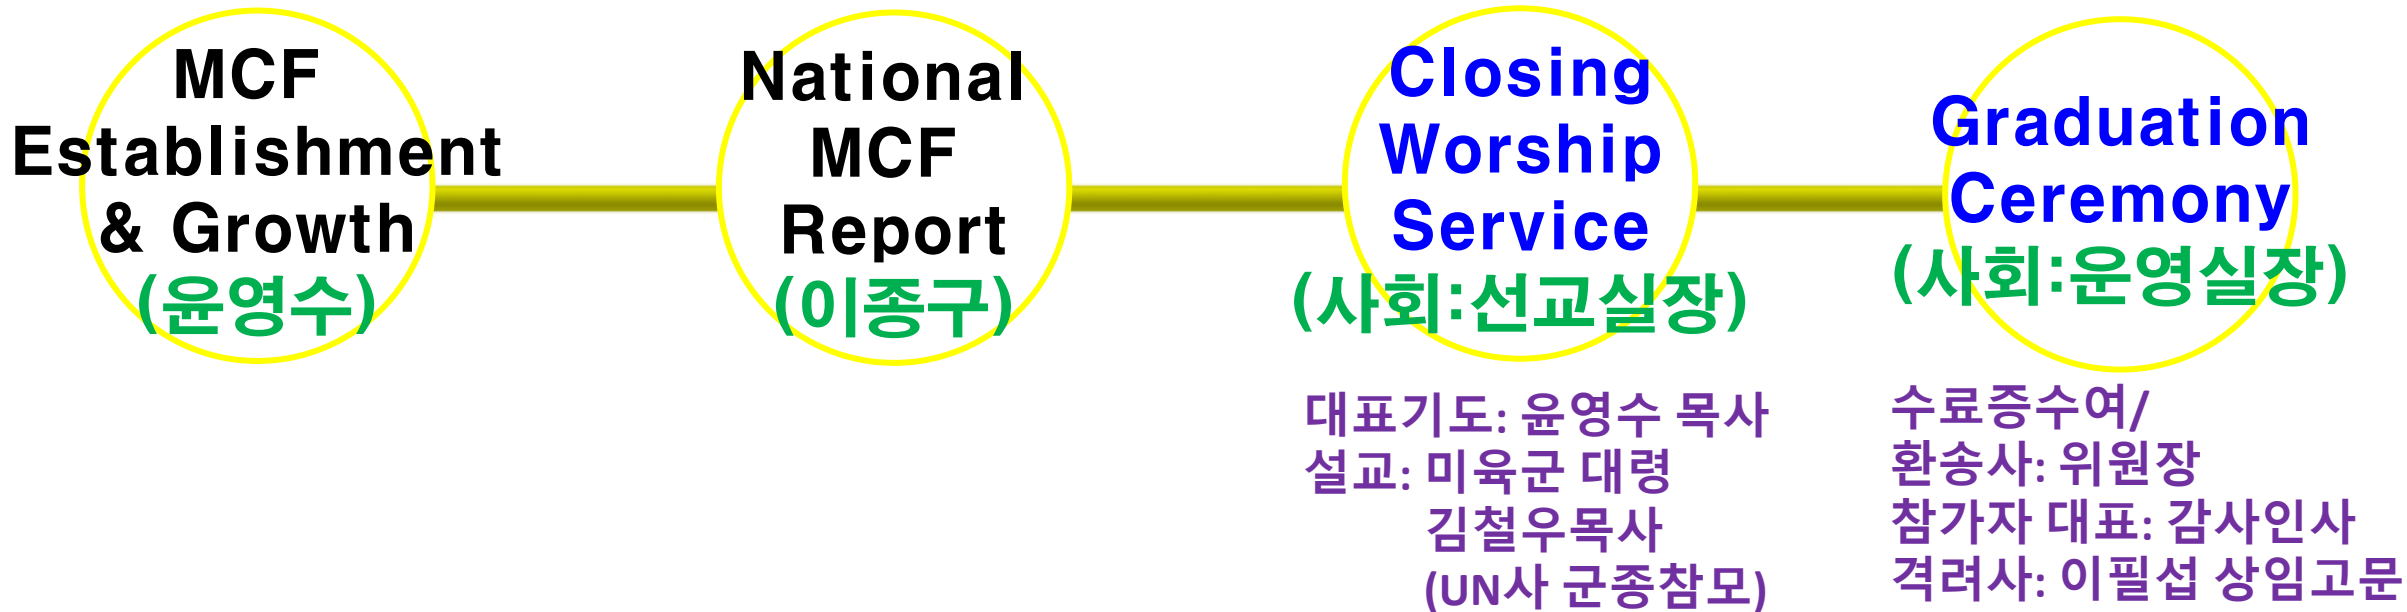 MCF
Establishment
& Growth
(윤영수)
National
MCF
Report
(이종구)
Closing
Worship
Service
(사회:선교실장)
대표기도: 윤영수 목사
설교: 미육군 대령
김철우목사
(UN사 군종참모)
Graduation
Ceremony
(사회:운영실장)
수료증수여/
환송사: 위원장
참가자 대표: 감사인사
격려사: 이필섭 상임고문